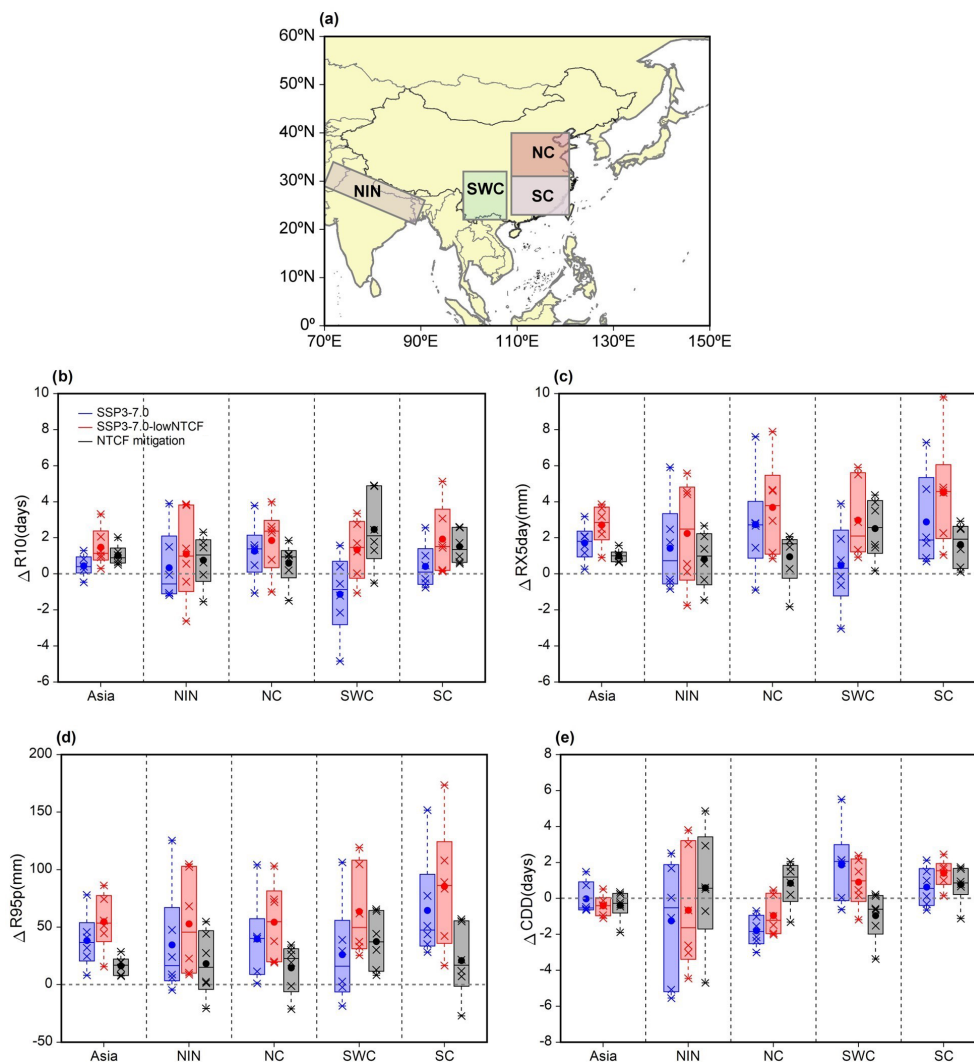 (a)
60ºN
50ºN
40ºN
30ºN
20ºN
10ºN
0º
70ºE 90ºE 110ºE 130ºE 150ºE
NC
NIN
SWC
SC
(b)
Δ R10(days)
10
8
6
4
2
0
-2
-4
-6
SSP3-7.0
SSP3-7.0-lowNTCF
NTCF mitigation
Asia NIN NC SWC SC
(c)
Δ RX5day(mm)
10
8
6
4
2
0
-2
-4
-6
Asia NIN NC SWC SC
(d)
Δ R95p(mm)
200
150
100
50
0
-50
Asia NIN NC SWC SC
(e)
ΔCDD(days)
8
6
4
2
0
-2
-4
-6
-8
Asia NIN NC SWC SC